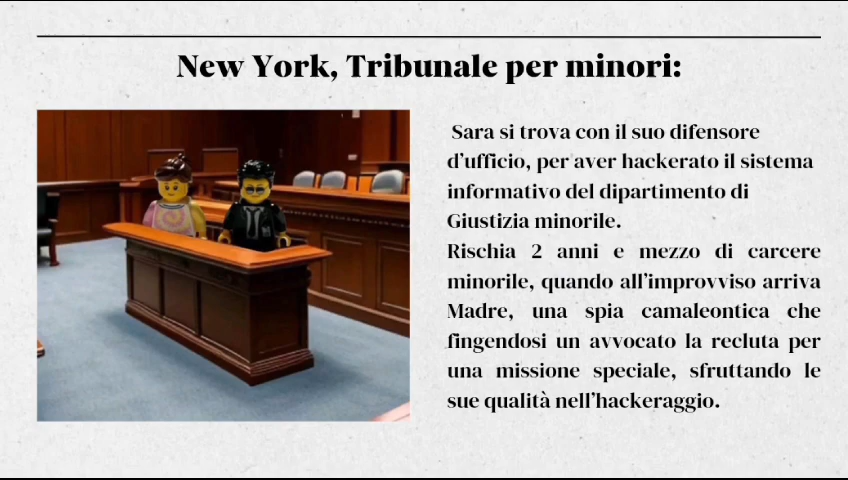 New York, Tribunale per minori:
Sara si trova con il suo difensore
d'ufficio, per aver hackerato il sistema
informativo del dipartimento di
Giustizia minorile.
Rischia 2 anni e mezzo di carcere
minorile, quando all'improvviso arriva
Madre, una spia camaleontica che
fingendosi un avvocato la recluta per
una missione speciale, sfruttando le
sue qualità nell'hackeraggio.